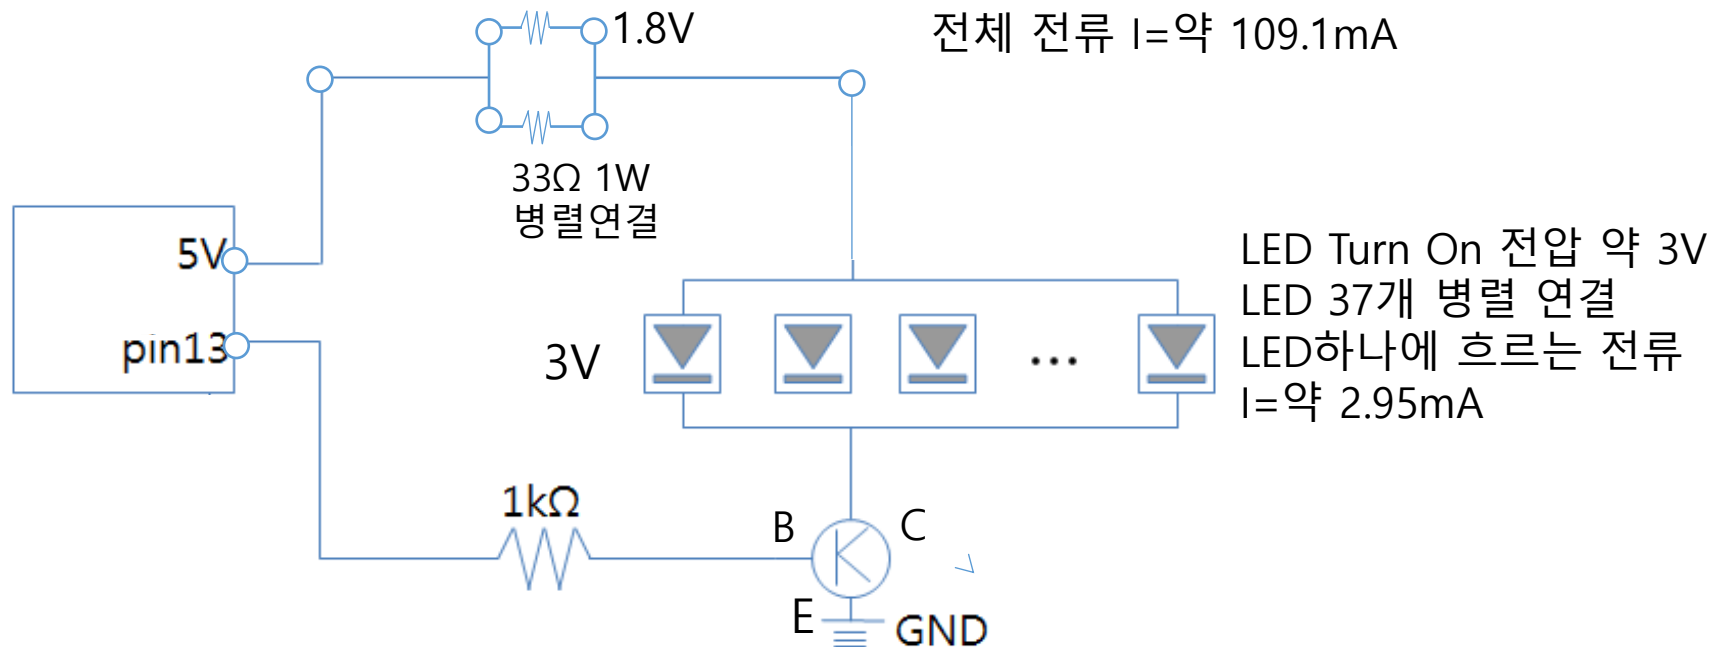 1.8V
전체 전류 I=약 109.1mA
33Ω 1W
병렬연결
5V
pin13
3V
LED Turn On 전압 약 3V
LED 37개 병렬 연결
LED하나에 흐르는 전류
I=약 2.95mA
1kΩ
B
C
E
GND